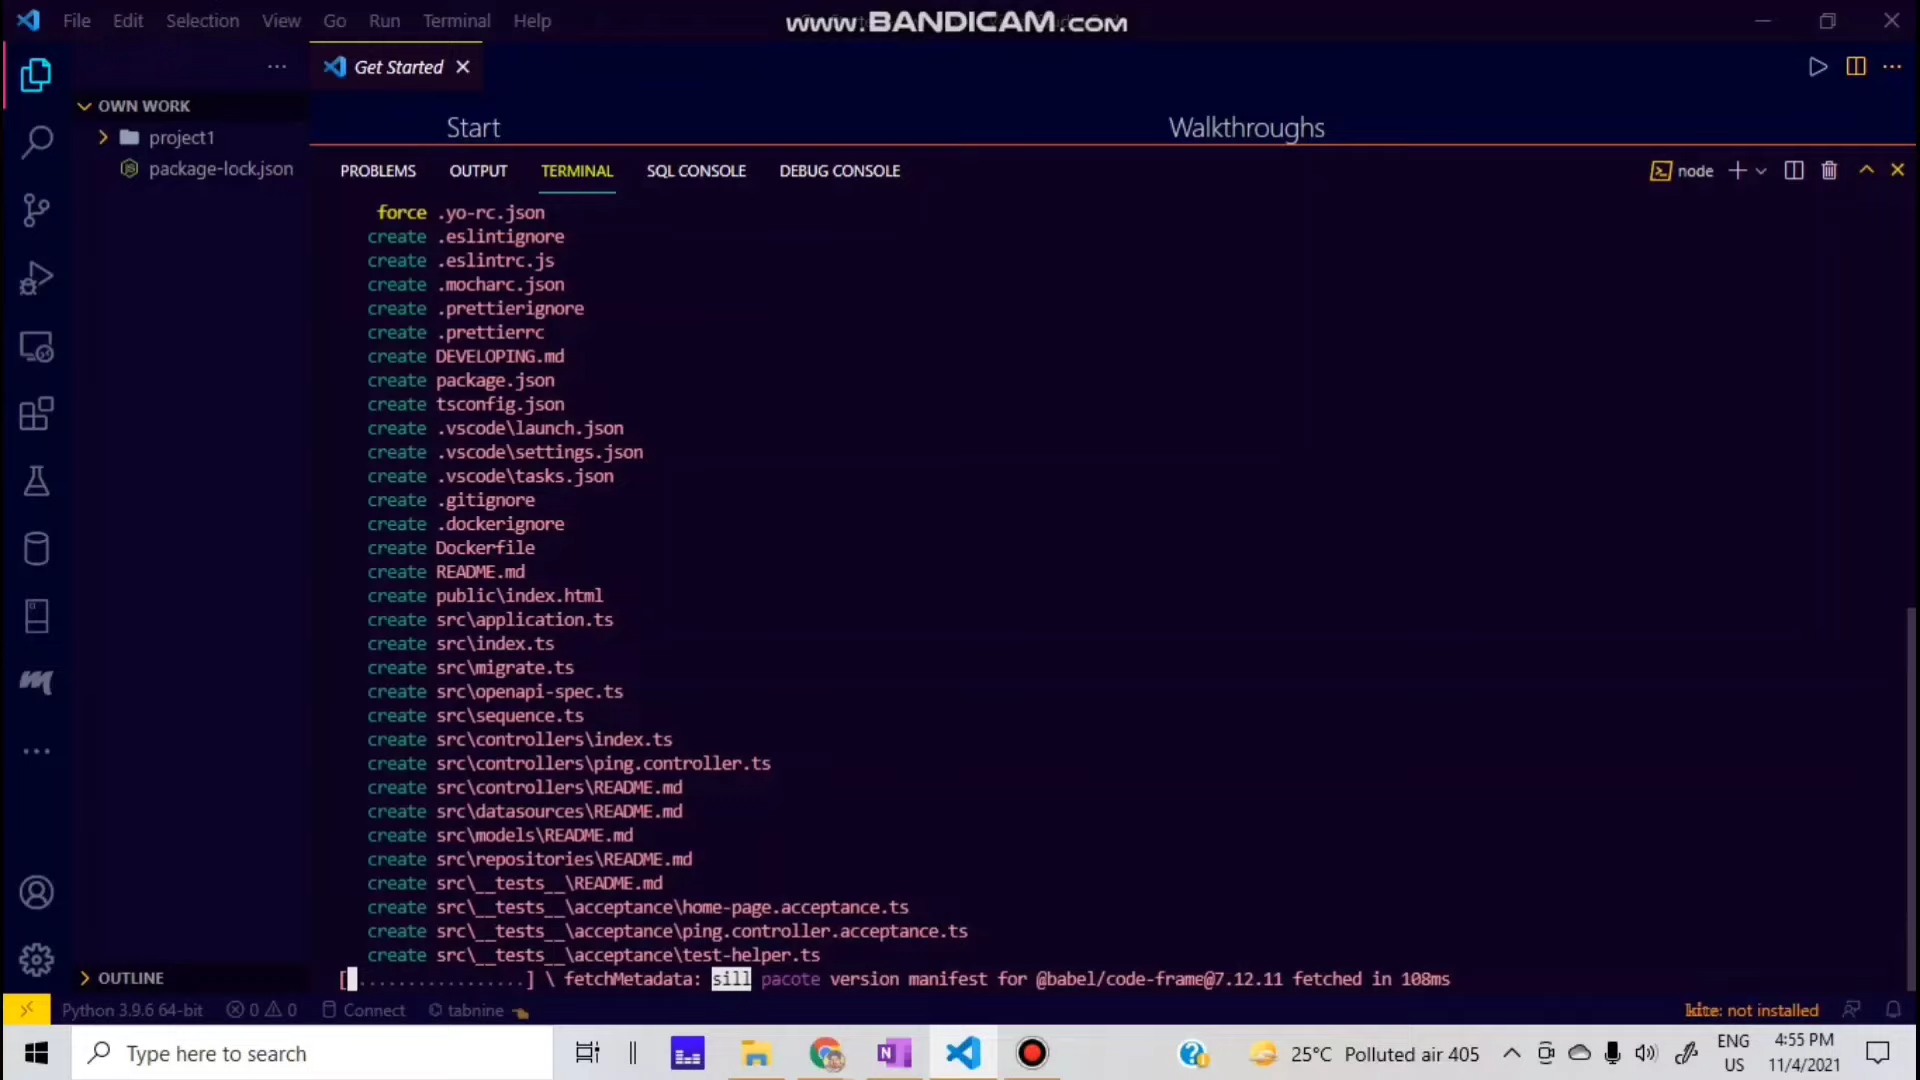 File Edit Selection View Go Run Terminal Help
www.BANDICAM.com
Get Started
OWN WORK
project1
package-lock.json
Start
Walkthroughs
PROBLEMS OUTPUT TERMINAL SQL CONSOLE DEBUG CONSOLE
node
force .yo-rc.json
create .eslintignore
create .eslintrc.js
create .mocharc.json
create .prettierignore
create .prettierrc
create DEVELOPING.md
create package.json
create tsconfig.json
create .vscode\launch.json
create .vscode\settings.json
create .vscode\tasks.json
create .gitignore
create .dockerignore
create Dockerfile
create README.md
create public\index.html
create src\application.ts
create src\index.ts
create src\migrate.ts
create src\openapi-spec.ts
create src\sequence.ts
create src\controllers\index.ts
create src\controllers\ping.controller.ts
create src\controllers\README.md
create src\datasources\README.md
create src\models\README.md
create src\repositories\README.md
create src\__tests__\README.md
create src\__tests__\acceptance\home-page.acceptance.ts
create src\__tests__\acceptance\ping.controller.acceptance.ts
create src\__tests__\acceptance\test-helper.ts
[ .................] \ fetchMetadata: sill pacote version manifest for @babel/code-frame@7.12.11 fetched in 108ms
OUTLINE
Python 3.9.6 64-bit 0 0 Connect tabnine
kite: not installed
Type here to search
25°C Polluted air 405
ENG
US
4:55 PM
11/4/2021